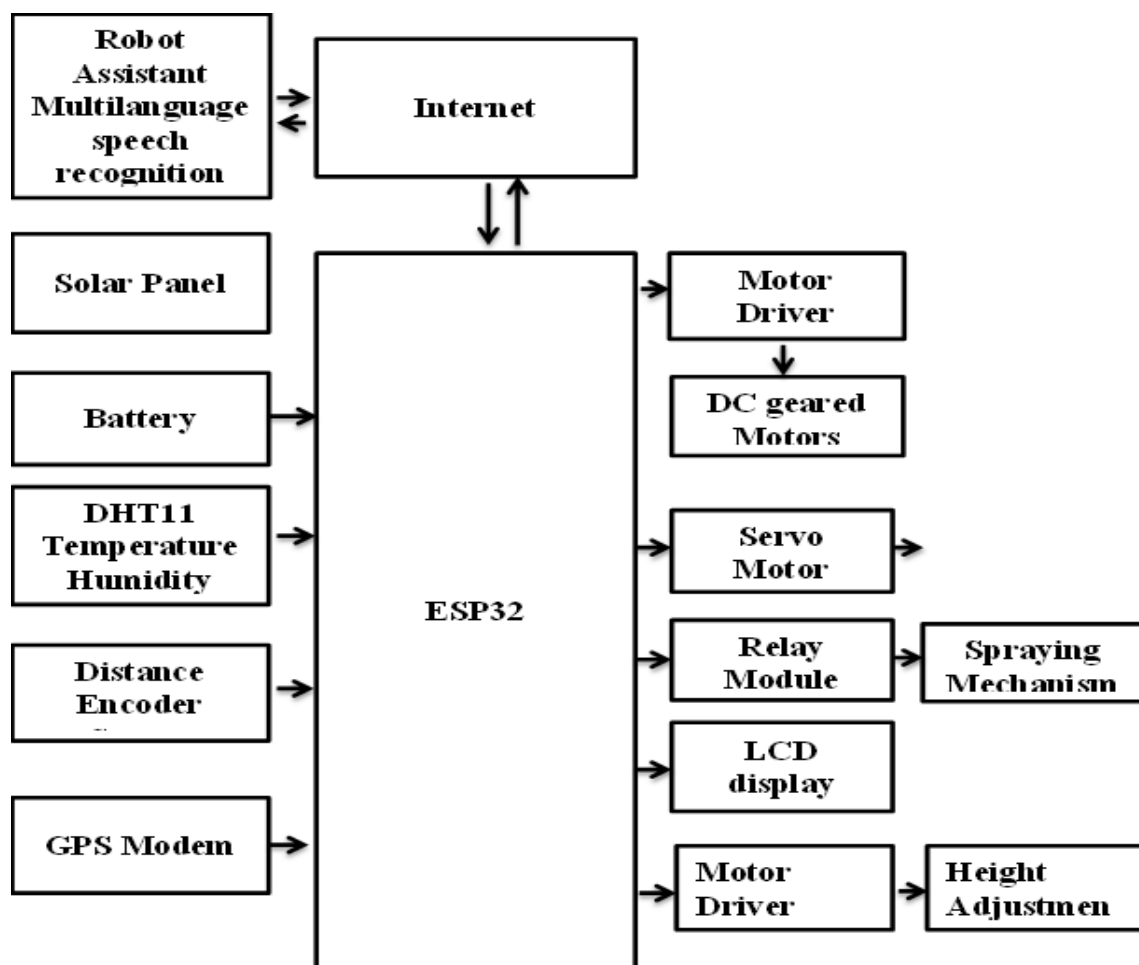 Robot
Assistant
Multilanguage
speech
recognition
Internet
Solar Panel
Motor
Driver
Battery
DC geared
Motors
DHT11
Temperature
Humidity
Servo
Motor
ESP32
Distance
Encoder
Relay
Module
Spraying
Mechanism
LCD
display
GPS Modem
Motor
Driver
Height
Adjustmen